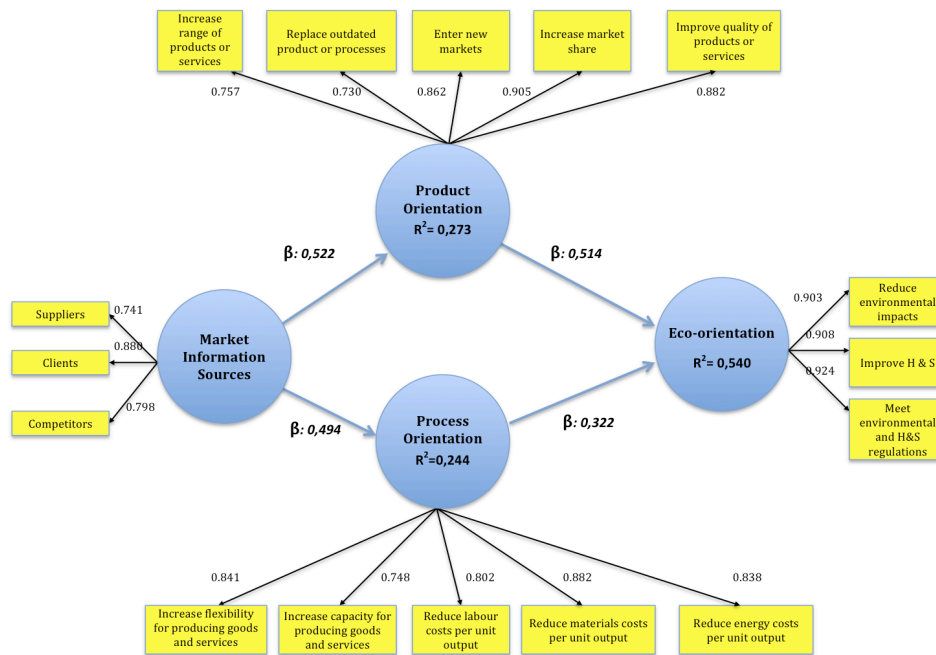 Increase
range of
products or
services
Replace outdated
product or processes
Enter new
markets
Increase market
share
Improve quality of
products or
services
0.757
0.730
0.862
0.905
0.882
Product
Orientation
R²= 0,273
β: 0,522
β: 0,514
Suppliers
Clients
Competitors
0.741
0.880
0.798
Market
Information
Sources
Eco-orientation
R²= 0,540
0.903
0.908
0.924
Reduce
environmental
impacts
Improve H & S
Meet
environmental
and H&S
regulations
β: 0,494
β: 0,322
Process
Orientation
R²=0,244
0.841
0.748
0.802
0.882
0.838
Increase flexibility
for producing goods
and services
Increase capacity for
producing goods
and services
Reduce labour
costs per unit
output
Reduce materials costs
per unit output
Reduce energy costs
per unit output